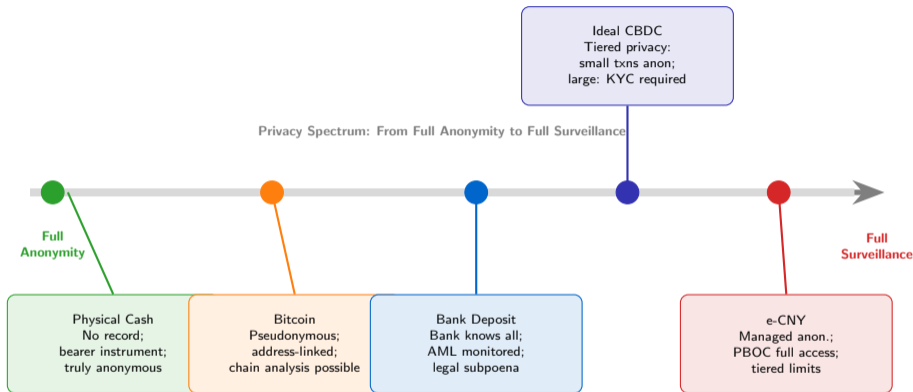 Ideal CBDC
Tiered privacy:
small txns anon;
large: KYC required
Privacy Spectrum: From Full Anonymity to Full Surveillance
Full
Anonymity
Full
Surveillance
Physical Cash
No record;
bearer instrument;
truly anonymous
Bitcoin
Pseudonymous;
address-linked;
chain analysis possible
Bank Deposit
Bank knows all;
AML monitored;
legal subpoena
e-CNY
Managed anon.;
PBOC full access;
tiered limits